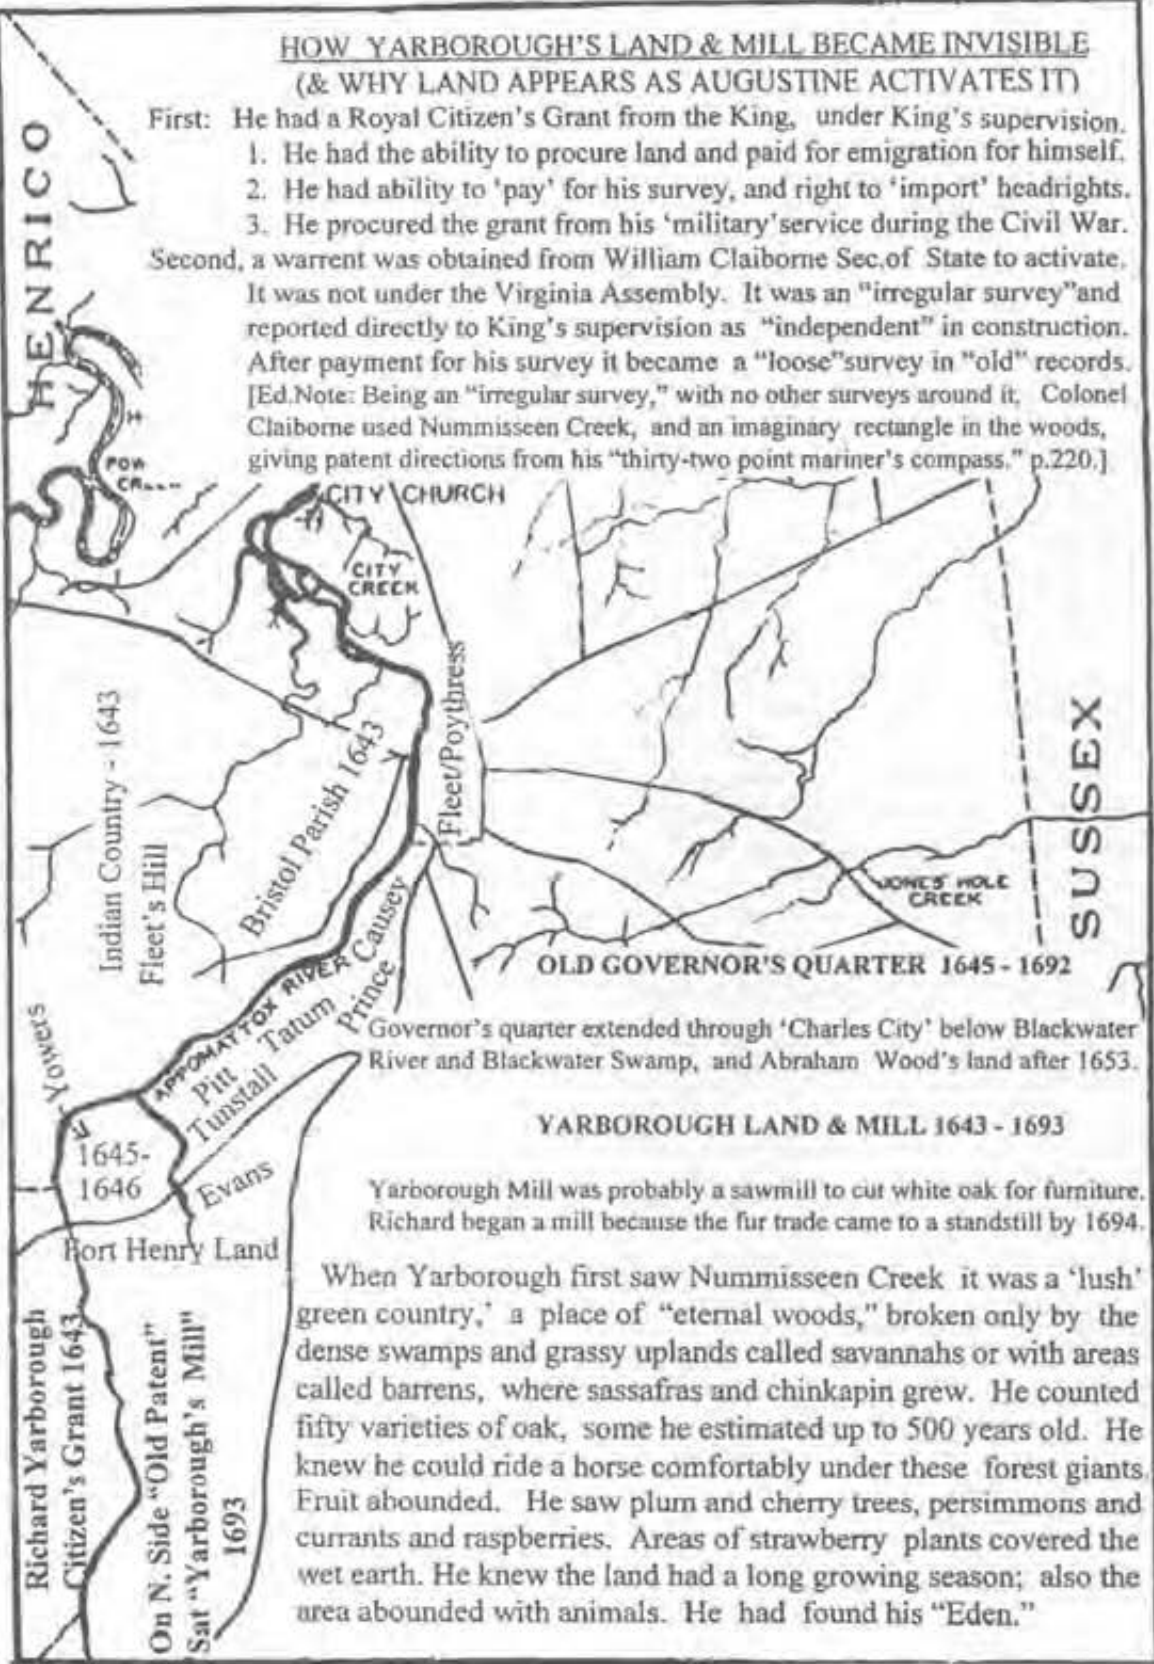 HOW YARBOROUGH'S LAND & MILL BECAME INVISIBLE
(& WHY LAND APPEARS AS AUGUSTINE ACTIVATES IT)
First: He had a Royal Citizen's Grant from the King, under King's supervision.
1. He had the ability to procure land and paid for emigration for himself.
2. He had ability to 'pay' for his survey, and right to 'import' headrights.
3. He procured the grant from his 'military'service during the Civil War.
Second, a warrent was obtained from William Claiborne Sec.of State to activate.
It was not under the Virginia Assembly. It was an "irregular survey"and
reported directly to King's supervision as "independent" in construction.
After payment for his survey it became a "loose"survey in "old" records.
[Ed.Note: Being an "irregular survey," with no other surveys around it, Colonel
Claiborne used Nummisseen Creek, and an imaginary rectangle in the woods,
giving patent directions from his "thirty-two point mariner's compass." p.220.]
HENRICO
CITY CHURCH
CITY
CREEK
Fleet/Poythress
Indian Country - 1643
Fleet's Hill
Bristol Parish 1643
SUSSEX
JONES HOLE
CREEK
APPOMATTOX RIVER
Causey
Prince
Tatum
Pitt
Tunstall
Evans
Yowers
1645-
1646
OLD GOVERNOR'S QUARTER 1645 - 1692
Governor's quarter extended through 'Charles City' below Blackwater
River and Blackwater Swamp, and Abraham Wood's land after 1653.
YARBOROUGH LAND & MILL 1643 - 1693
Yarborough Mill was probably a sawmill to cut white oak for furniture.
Richard began a mill because the fur trade came to a standstill by 1694.
Fort Henry Land
Richard Yarborough
Citizen's Grant 1643
On N. Side "Old Patent"
Sat "Yarborough's Mill"
1693
When Yarborough first saw Nummisseen Creek it was a 'lush'
green country,' a place of "eternal woods," broken only by the
dense swamps and grassy uplands called savannahs or with areas
called barrens, where sassafras and chinkapin grew. He counted
fifty varieties of oak, some he estimated up to 500 years old. He
knew he could ride a horse comfortably under these forest giants.
Fruit abounded. He saw plum and cherry trees, persimmons and
currants and raspberries. Areas of strawberry plants covered the
wet earth. He knew the land had a long growing season; also the
area abounded with animals. He had found his "Eden."